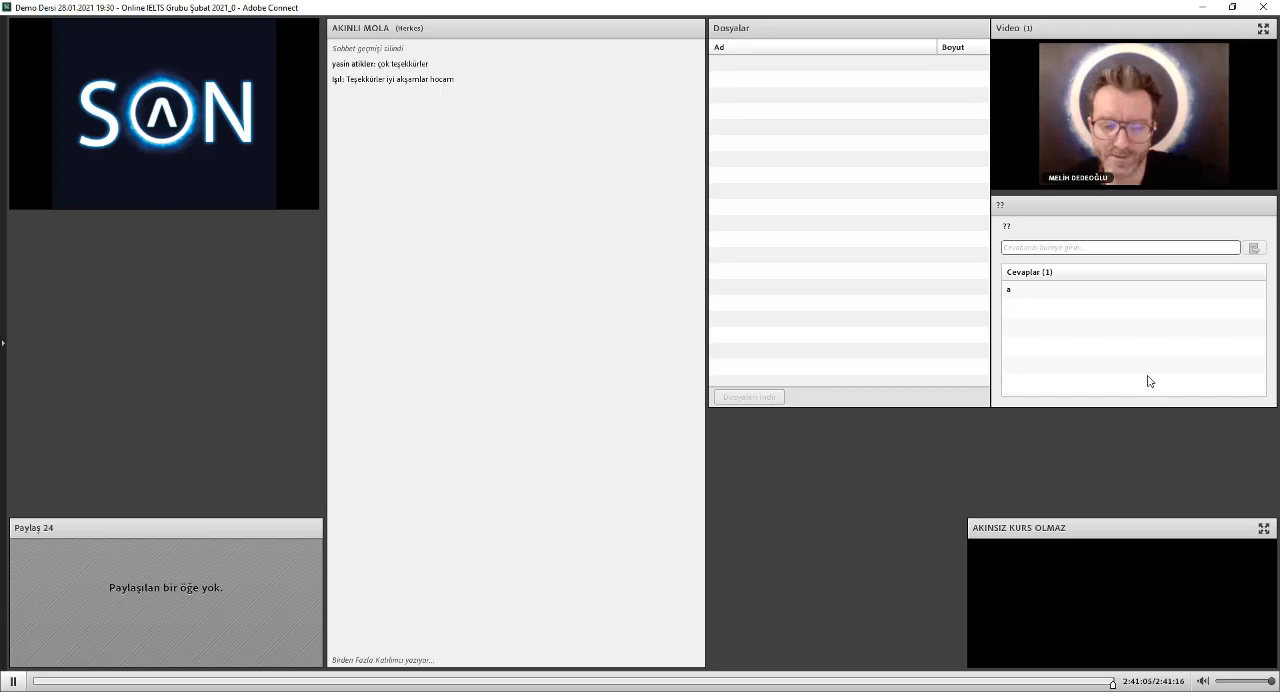 Demo Dersi 28.01.2021 19:30 - Online IELTS Grubu Şubat 2021_0 - Adobe Connect
SON
AKINLI MOLA (Herkes)
Sohbet geçmişi silindi
yasin atikler: çok teşekkürler
Işıl: Teşekkürler iyi akşamlar hocam
Birden Fazla Katılımcı yazıyor...
Dosyalar
Ad Boyut
Dosyaları İndir
Video (1)
MELİH DEDEOĞLU
??
??
Cevabınızı buraya girin...
Cevaplar (1)
a
Paylaş 24
Paylaşılan bir öğe yok.
AKINSIZ KURS OLMAZ
2:41:05/2:41:16